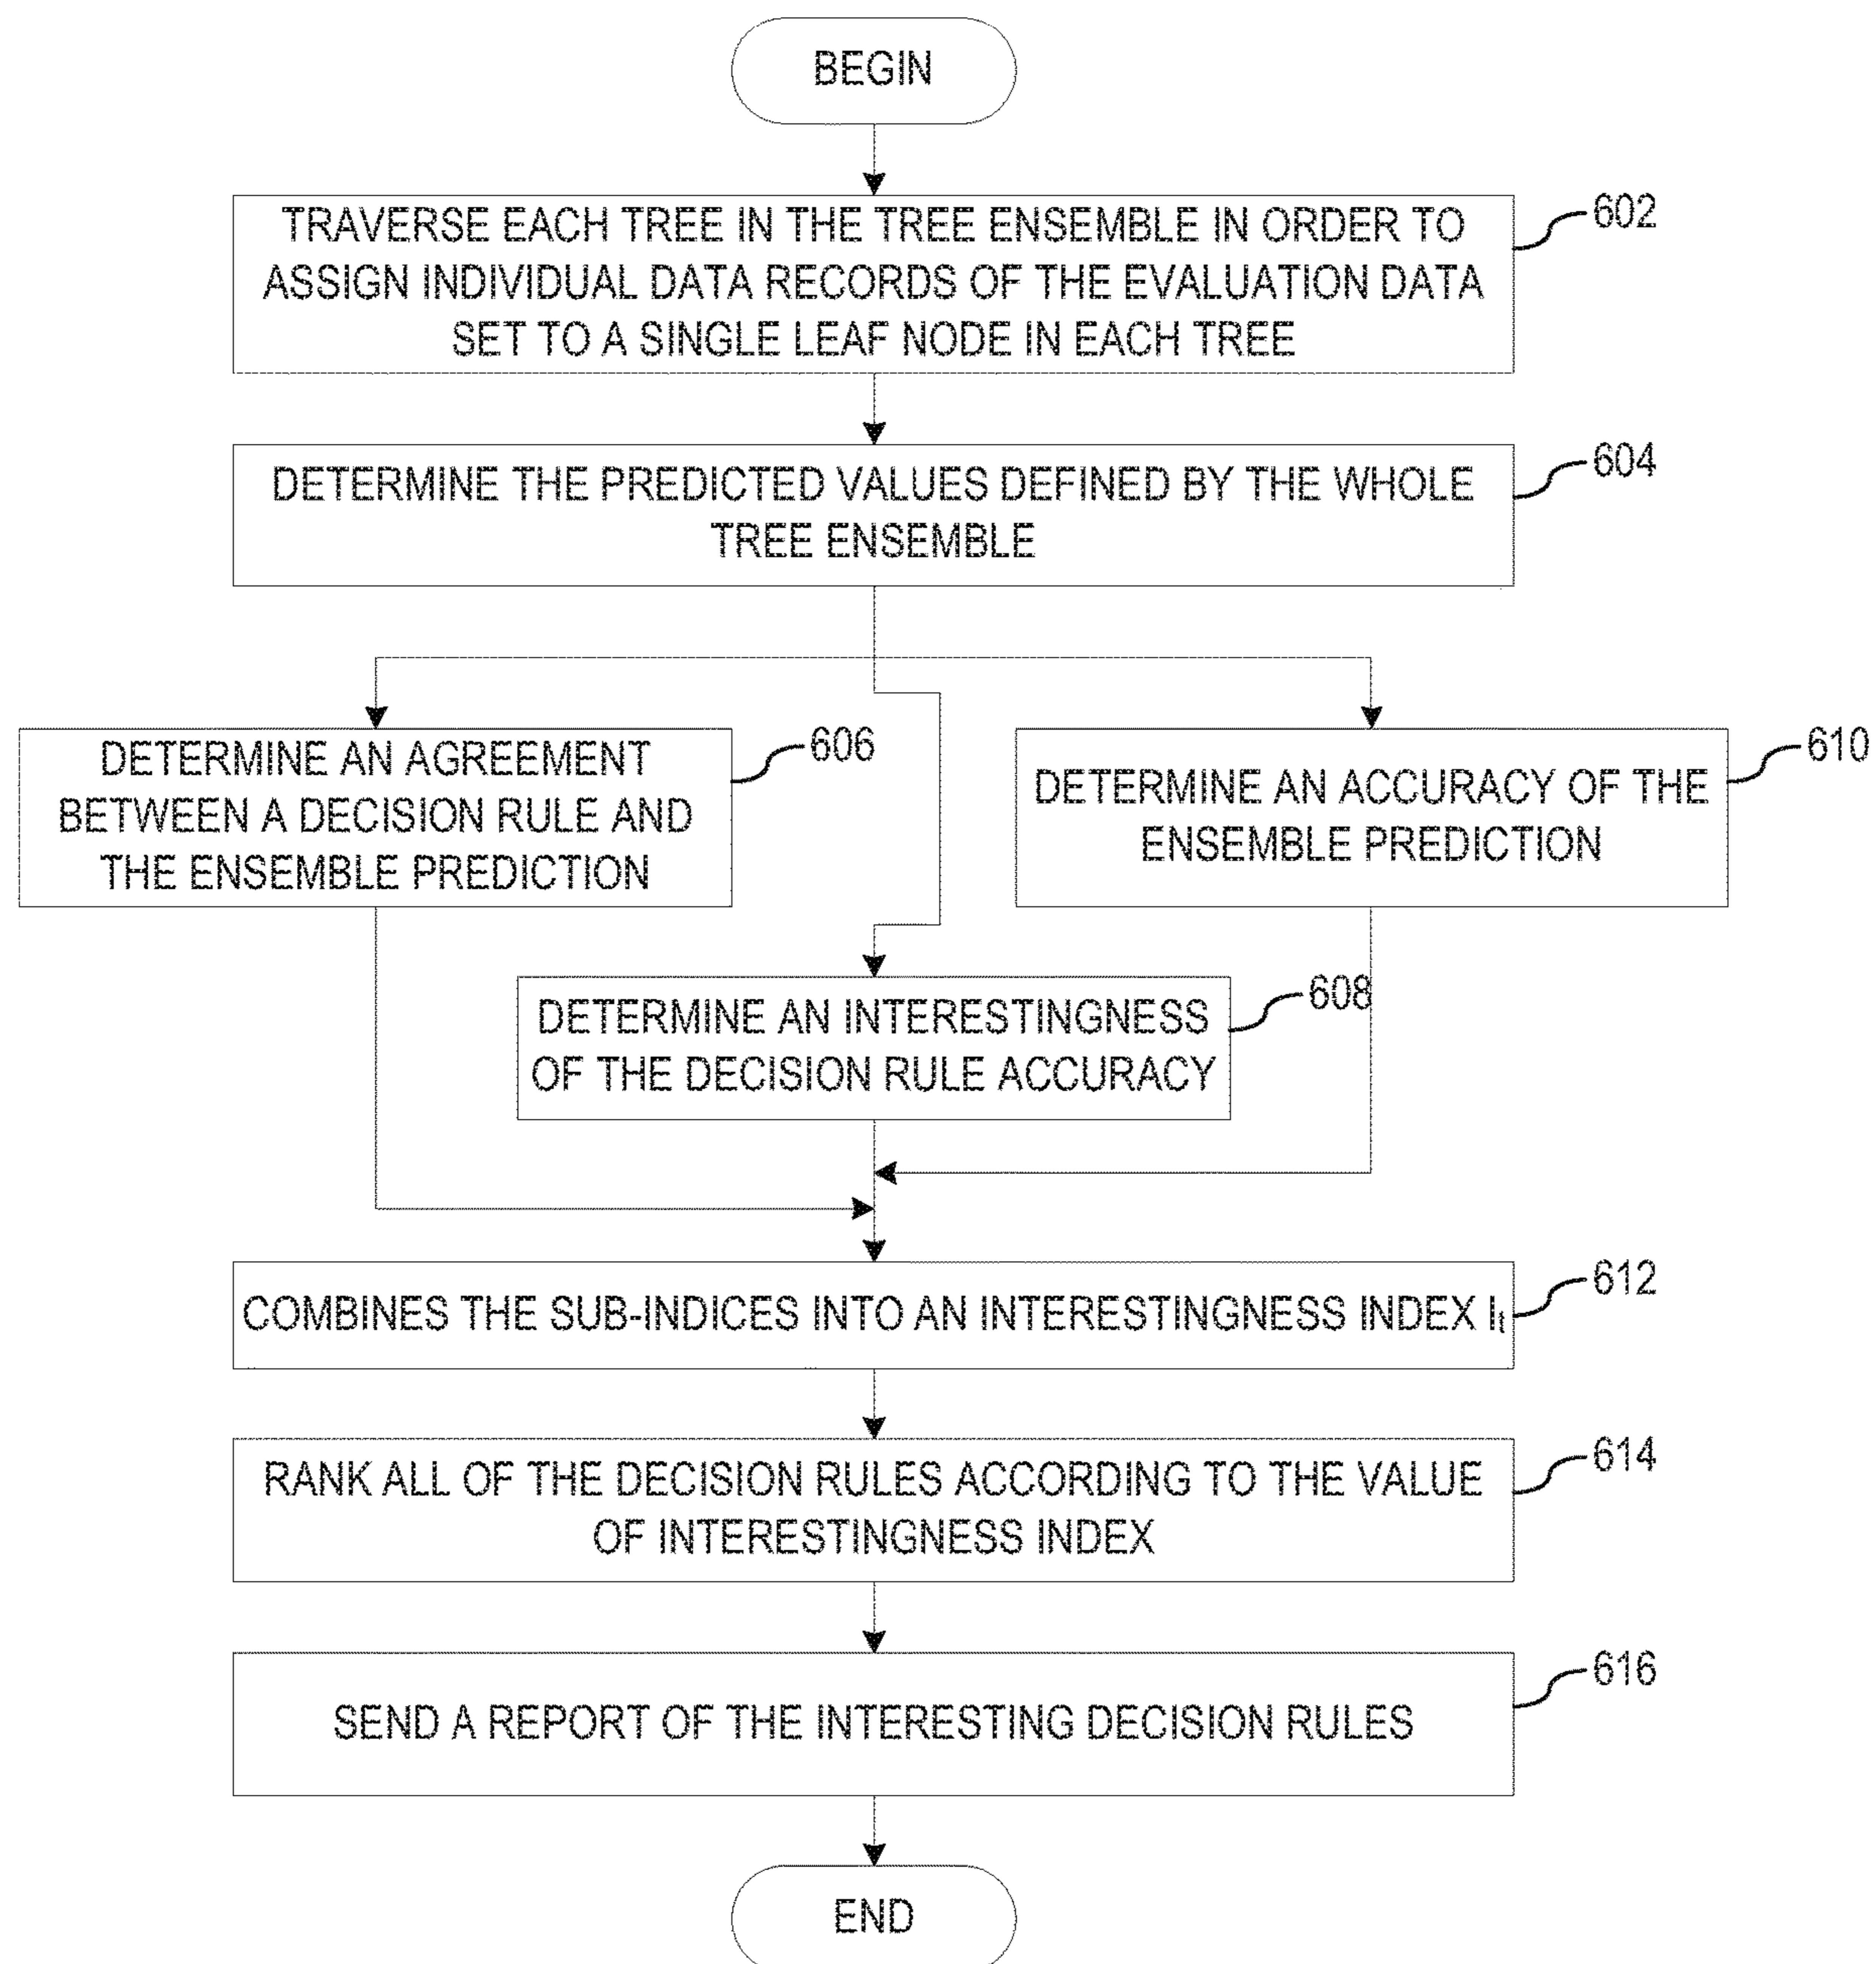 BEGIN
TRAVERSE EACH TREE IN THE TREE ENSEMBLE IN ORDER TO
ASSIGN INDIVIDUAL DATA RECORDS OF THE EVALUATION DATA
SET TO A SINGLE LEAF NODE IN EACH TREE
602
DETERMINE THE PREDICTED VALUES DEFINED BY THE WHOLE
TREE ENSEMBLE
604
DETERMINE AN AGREEMENT
BETWEEN A DECISION RULE AND
THE ENSEMBLE PREDICTION
606
DETERMINE AN ACCURACY OF THE
ENSEMBLE PREDICTION
610
DETERMINE AN INTERESTINGNESS
OF THE DECISION RULE ACCURACY
608
COMBINES THE SUB-INDICES INTO AN INTERESTINGNESS INDEX It
612
RANK ALL OF THE DECISION RULES ACCORDING TO THE VALUE
OF INTERESTINGNESS INDEX
614
SEND A REPORT OF THE INTERESTING DECISION RULES
616
END